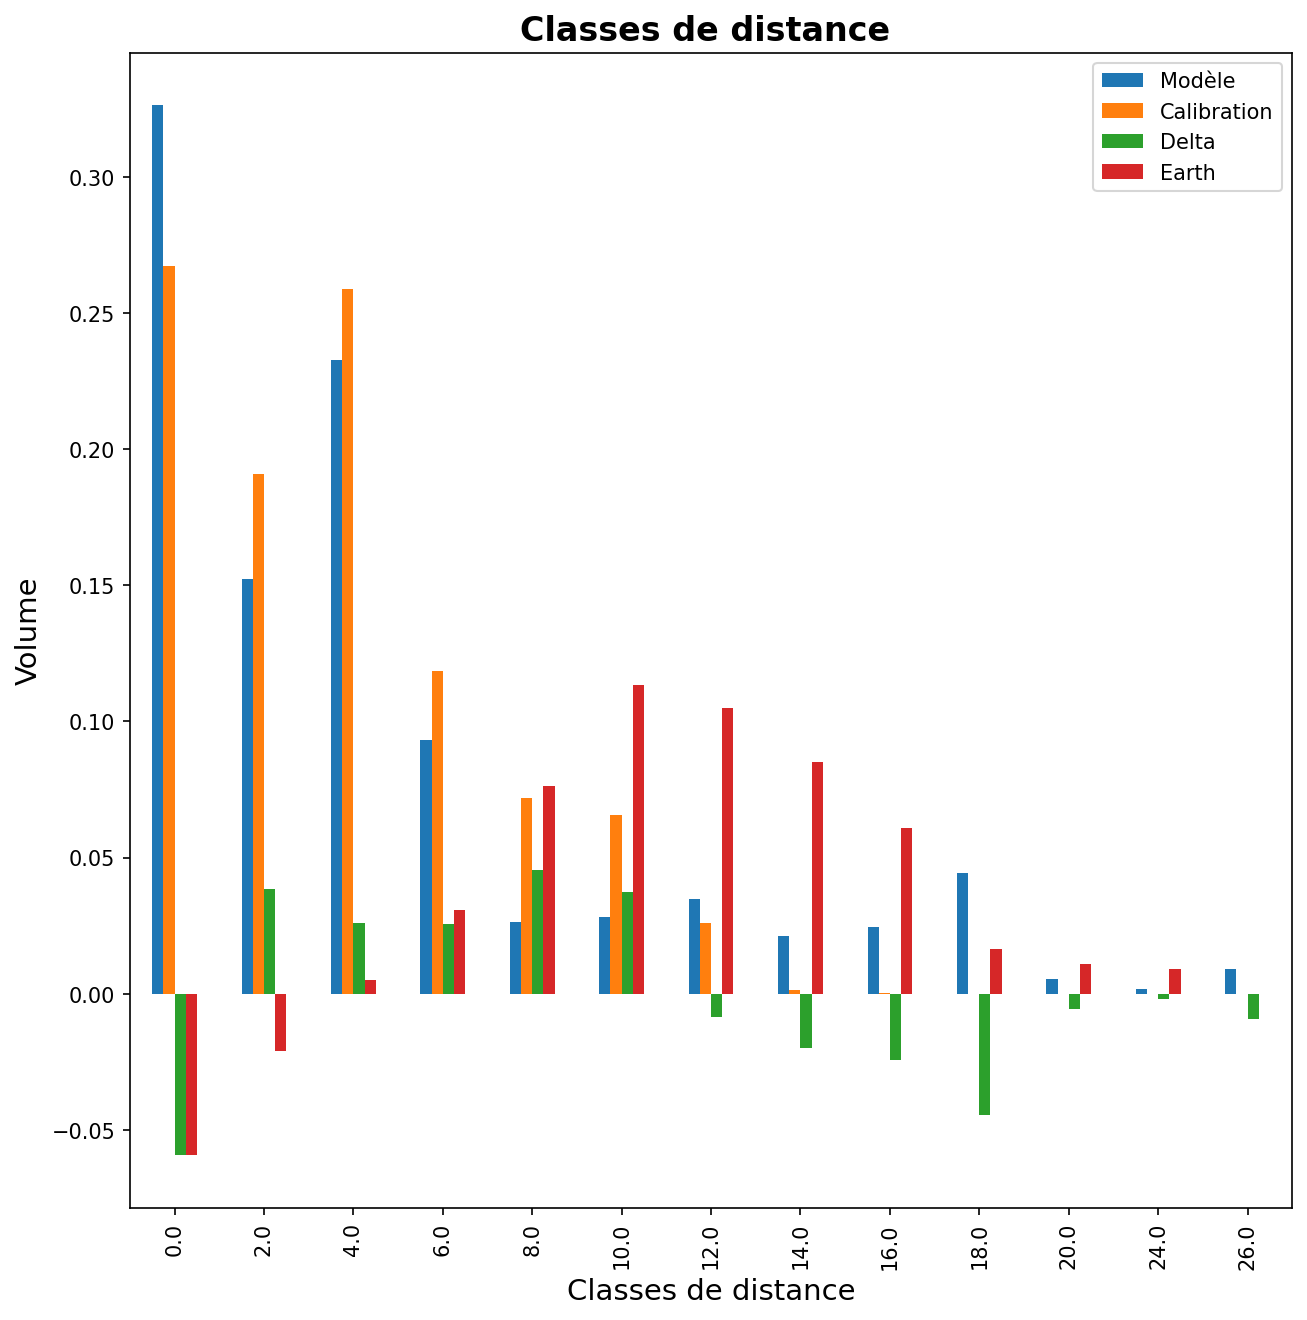 Classes de distance
Modèle
Calibration
Delta
Earth
0.30
0.25
0.20
0.15
0.10
0.05
0.00
−0.05
Volume
0.0 2.0 4.0 6.0 8.0 10.0 12.0 14.0 16.0 18.0 20.0 24.0 26.0
Classes de distance